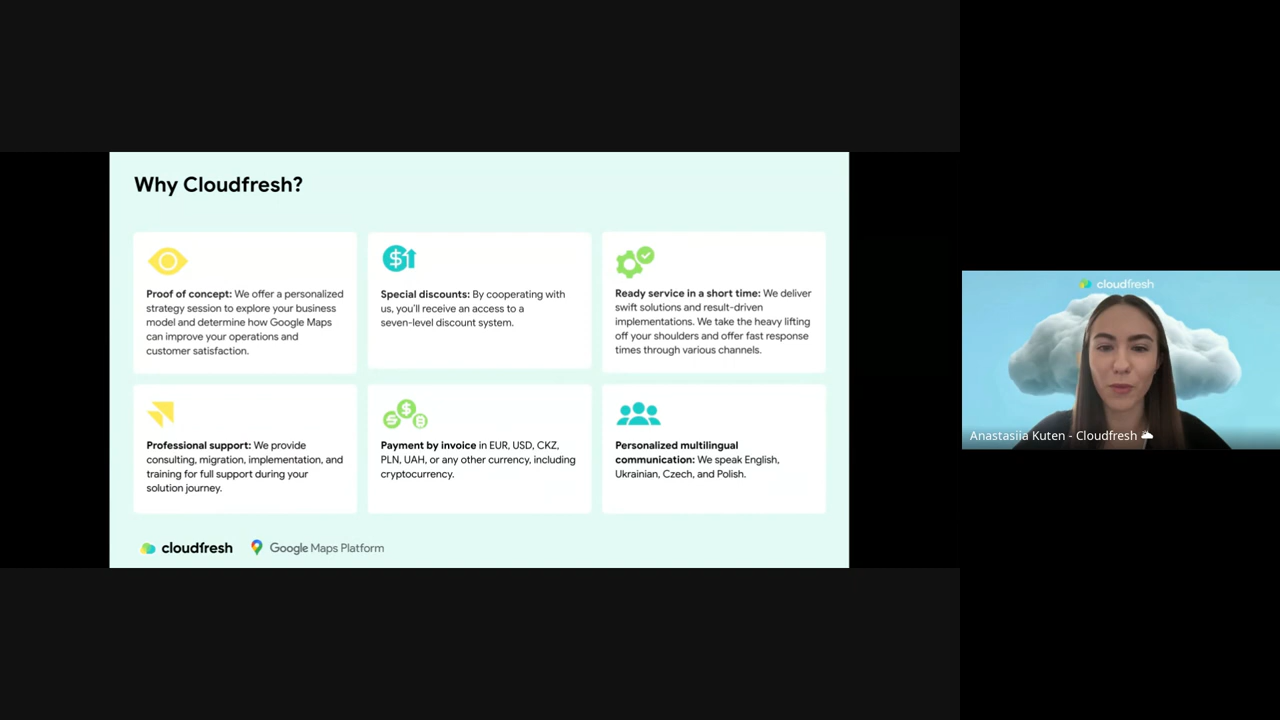 Why Cloudfresh?
Proof of concept: We offer a personalized
strategy session to explore your business
model and determine how Google Maps
can improve your operations and
customer satisfaction.
Special discounts: By cooperating with
us, you'll receive an access to a
seven-level discount system.
Ready service in a short time: We deliver
swift solutions and result-driven
implementations. We take the heavy lifting
off your shoulders and offer fast response
times through various channels.
Professional support: We provide
consulting, migration, implementation, and
training for full support during your
solution journey.
Payment by invoice in EUR, USD, CKZ,
PLN, UAH, or any other currency, including
cryptocurrency.
Personalized multilingual
communication: We speak English,
Ukrainian, Czech, and Polish.
cloudfresh
Google Maps Platform
cloudfresh
Anastasiia Kuten - Cloudfresh